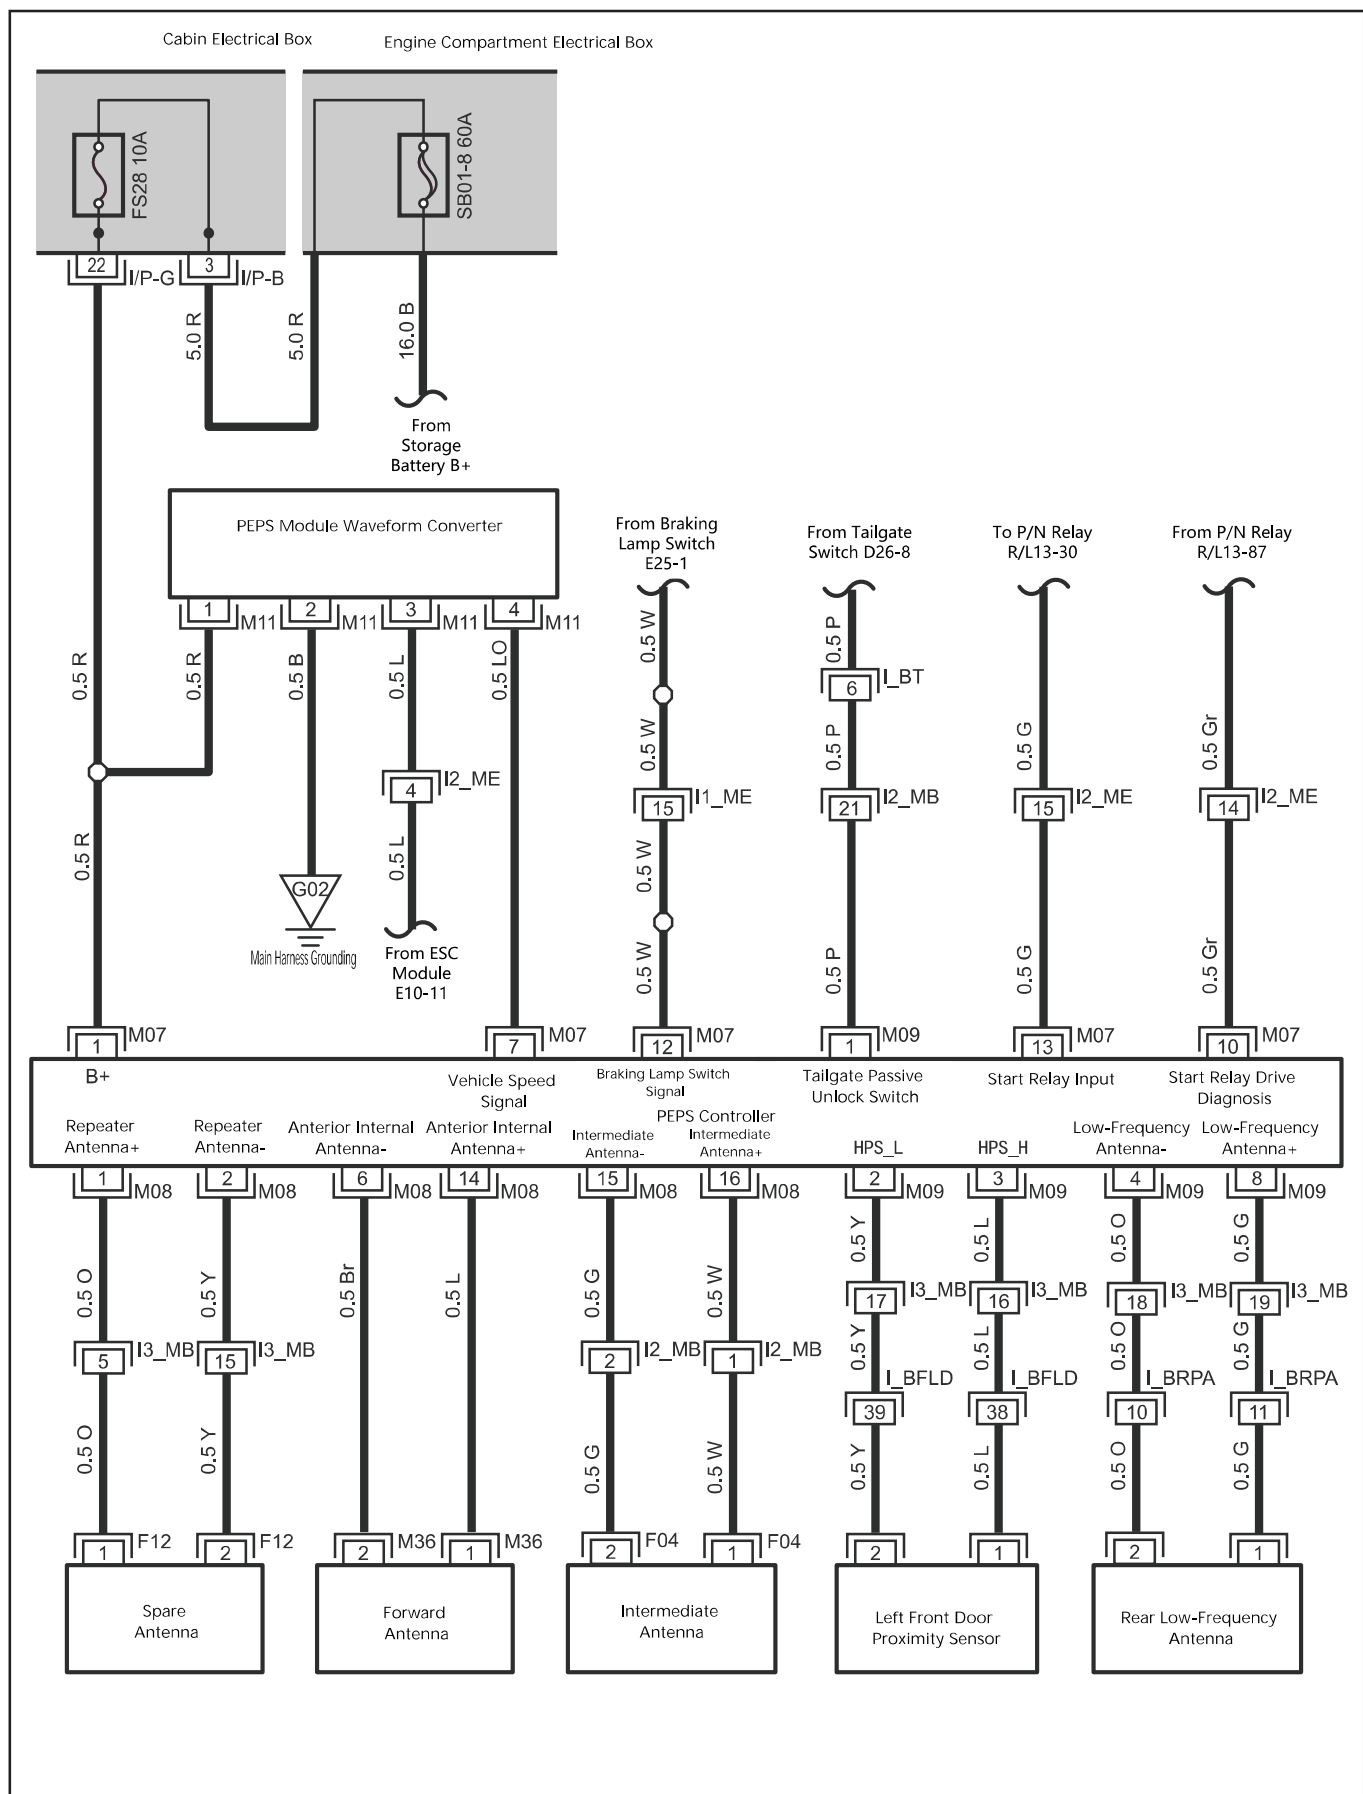 Cabin Electrical Box
Engine Compartment Electrical Box
FS28 10A
SB01-8 60A
22
I/P-G
3
I/P-B
5.0 R
5.0 R
16.0 B
From
Storage
Battery B+
PEPS Module Waveform Converter
1
M11
2
M11
3
M11
4
M11
From Braking
Lamp Switch
E25-1
From Tailgate
Switch D26-8
To P/N Relay
R/L13-30
From P/N Relay
R/L13-87
0.5 R
0.5 R
0.5 B
0.5 L
0.5 LO
0.5 W
0.5 P
6
I_BT
0.5 W
0.5 P
0.5 G
0.5 Gr
4
I2_ME
15
I1_ME
21
I2_MB
15
I2_ME
14
I2_ME
0.5 R
0.5 L
0.5 W
G02
Main Harness Grounding
From ESC
Module
E10-11
0.5 W
0.5 P
0.5 G
0.5 Gr
1
M07
7
M07
12
M07
1
M09
13
M07
10
M07
B+
Vehicle Speed
Signal
Braking Lamp Switch
Signal
Tailgate Passive
Unlock Switch
Start Relay Input
Start Relay Drive
Diagnosis
PEPS Controller
Repeater
Antenna+
Repeater
Antenna-
Anterior Internal
Antenna-
Anterior Internal
Antenna+
Intermediate
Antenna-
Intermediate
Antenna+
HPS_L
HPS_H
Low-Frequency
Antenna-
Low-Frequency
Antenna+
1
M08
2
M08
6
M08
14
M08
15
M08
16
M08
2
M09
3
M09
4
M09
8
M09
0.5 O
0.5 Y
0.5 Br
0.5 L
0.5 G
0.5 W
0.5 Y
0.5 L
0.5 O
0.5 G
17
I3_MB
16
I3_MB
18
I3_MB
19
I3_MB
5
I3_MB
15
I3_MB
2
I2_MB
1
I2_MB
0.5 Y
0.5 L
0.5 O
0.5 G
I_BFLD
39
I_BFLD
38
I_BRPA
10
I_BRPA
11
0.5 O
0.5 Y
0.5 G
0.5 W
0.5 Y
0.5 L
0.5 O
0.5 G
1
F12
2
F12
2
M36
1
M36
2
F04
1
F04
2
1
2
1
Spare
Antenna
Forward
Antenna
Intermediate
Antenna
Left Front Door
Proximity Sensor
Rear Low-Frequency
Antenna